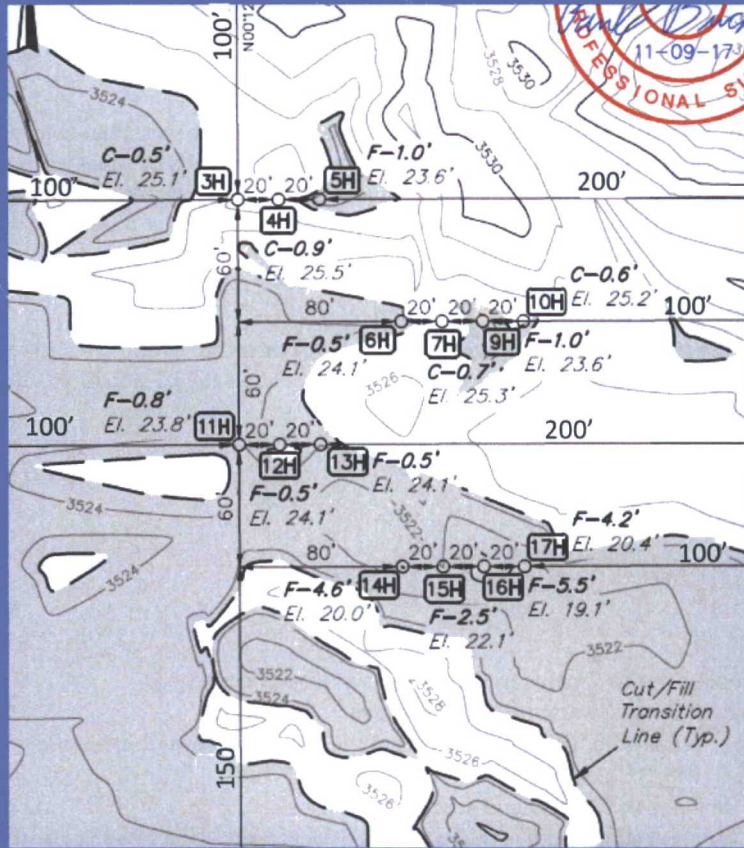 100'
N00°12
11-09-17
PROFESSIONAL SU
3524
3528
3530
C-0.5'
El. 25.1'
3H
20' 20'
5H
F-1.0'
El. 23.6'
3530
100'
200'
4H
60'
C-0.9'
El. 25.5'
C-0.6'
El. 25.2'
10H
80' 20' 20' 20' 100'
6H 7H 9H
F-0.5'
El. 24.1'
F-1.0'
El. 23.6'
C-0.7'
El. 25.3'
3526
60'
F-0.8'
El. 23.8'
11H
100' 20' 20' 200'
12H 13H
F-0.5'
El. 24.1'
F-0.5'
El. 24.1'
3524
60'
3522
F-4.2'
El. 20.4'
17H
3524
80' 20' 20' 20' 100'
14H 15H 16H
F-4.6'
El. 20.0'
F-5.5'
El. 19.1'
F-2.5'
El. 22.1'
3522
3524
3528
3526
3522
Cut/Fill
Transition
Line (Typ.)
150
3526